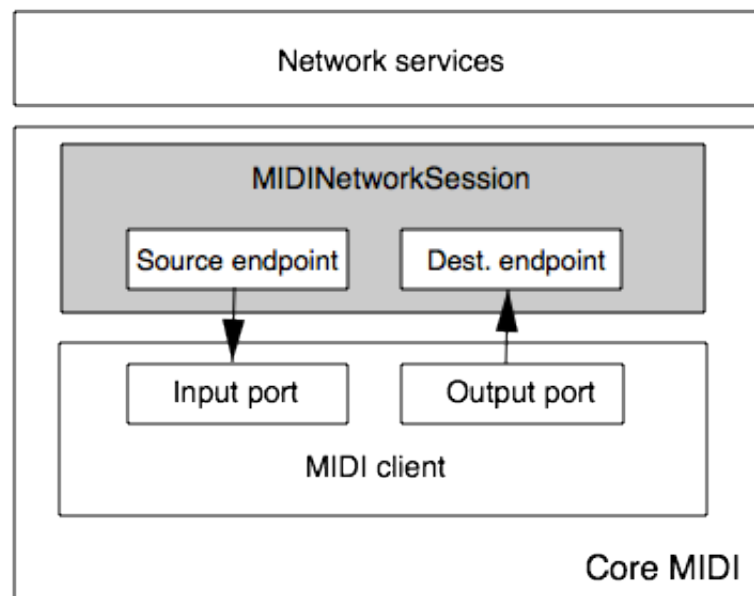 Network services
MIDINetworkSession
Source endpoint
Dest. endpoint
Input port
Output port
MIDI client
Core MIDI